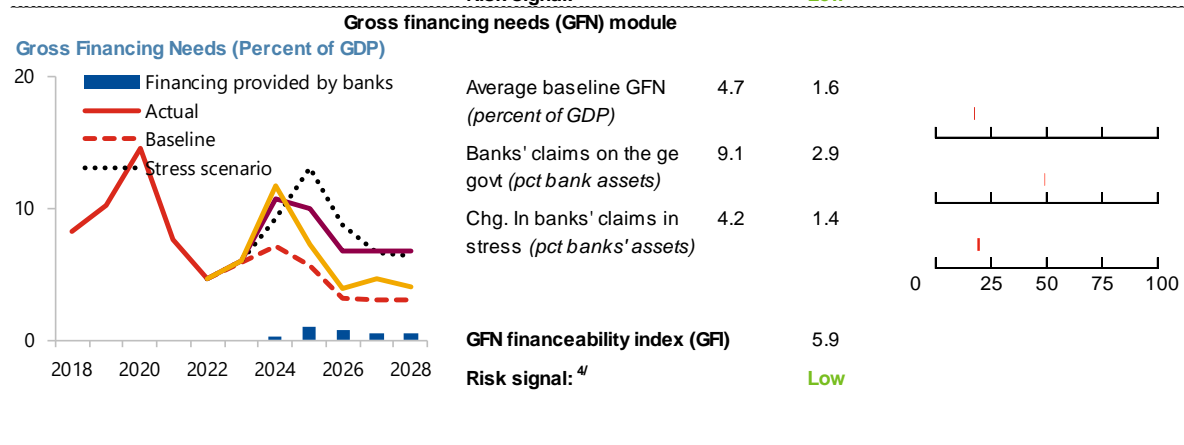 Gross financing needs (GFN) module
Gross Financing Needs (Percent of GDP)
20
Financing provided by banks
Actual
Baseline
Stress scenario
10
0
2018 2020 2022 2024 2026 2028
Average baseline GFN 4.7 1.6
(percent of GDP)
Banks' claims on the ge 9.1 2.9
govt (pct bank assets)
Chg. In banks' claims in 4.2 1.4
stress (pct banks' assets)
0 25 50 75 100
GFN financeability index (GFI) 5.9
Risk signal: 4/ Low